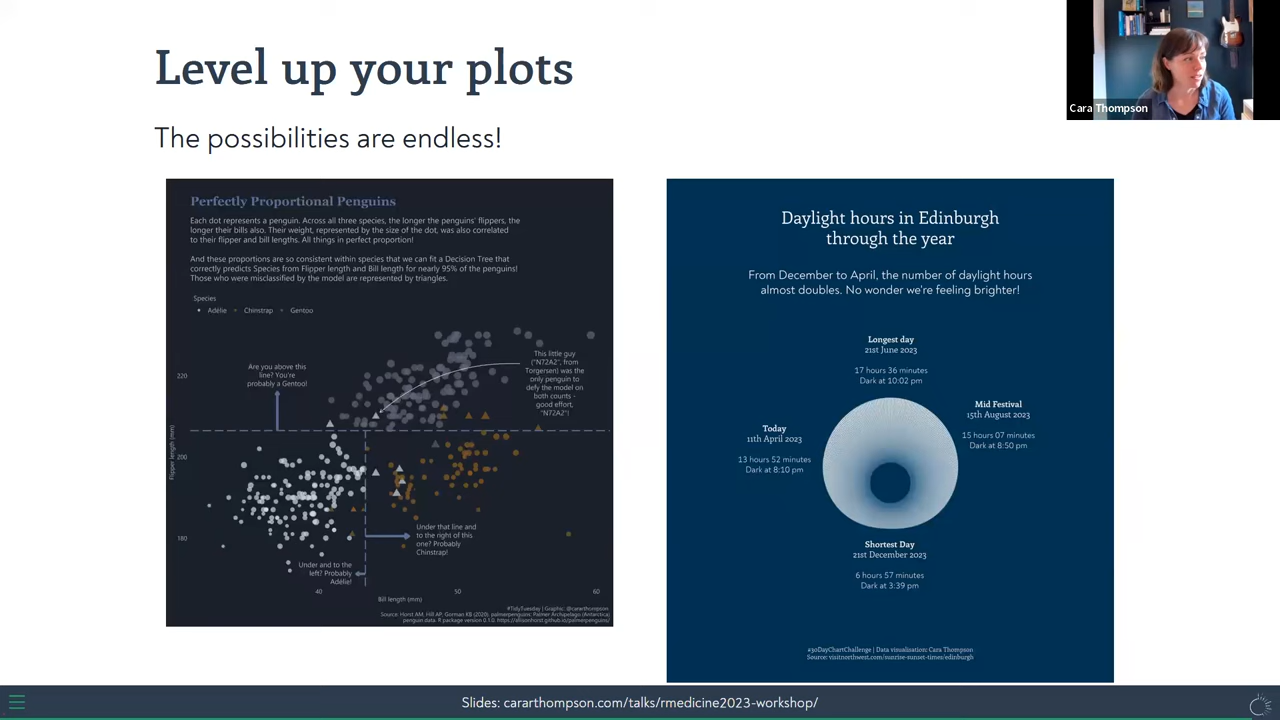 Level up your plots
The possibilities are endless!
Cara Thompson
Perfectly Proportional Penguins
Each dot represents a penguin. Across all three species, the longer the penguins' flippers, the
longer their bills also. Their weight, represented by the size of the dot, was also correlated
to their flipper and bill lengths. All things in perfect proportion!
And these proportions are so consistent within species that we can fit a Decision Tree that
correctly predicts Species from Flipper length and Bill length for nearly 95% of the penguins!
Those who were misclassified by the model are represented by triangles.
Species
Adélie
Chinstrap
Gentoo
This little guy
("N72A2", from
Torgersen) was the
only penguin to
defy the model on
both counts -
good effort,
"N72A2"!
Are you above this
line? You're
probably a Gentoo!
220
200
180
Flipper length (mm)
Under that line and
to the right of this
one? Probably
Chinstrap!
Under and to the
left? Probably
Adélie!
40
50
60
Bill length (mm)
#TidyTuesday | Graphic: @cararthompson
Source: Horst AM, Hill AP, Gorman KB (2020). palmerpenguins: Palmer Archipelago (Antarctica)
penguin data. R package version 0.1.0. https://allisonhorst.github.io/palmerpenguins/
Daylight hours in Edinburgh
through the year
From December to April, the number of daylight hours
almost doubles. No wonder we're feeling brighter!
Longest day
21st June 2023
17 hours 36 minutes
Dark at 10:02 pm
Mid Festival
15th August 2023
15 hours 07 minutes
Dark at 8:50 pm
Today
11th April 2023
13 hours 52 minutes
Dark at 8:10 pm
Shortest Day
21st December 2023
6 hours 57 minutes
Dark at 3:39 pm
#30DayChartChallenge | Data visualisation: Cara Thompson
Source: visitnorthwest.com/sunrise-sunset-times/edinburgh
Slides: cararthompson.com/talks/rmedicine2023-workshop/